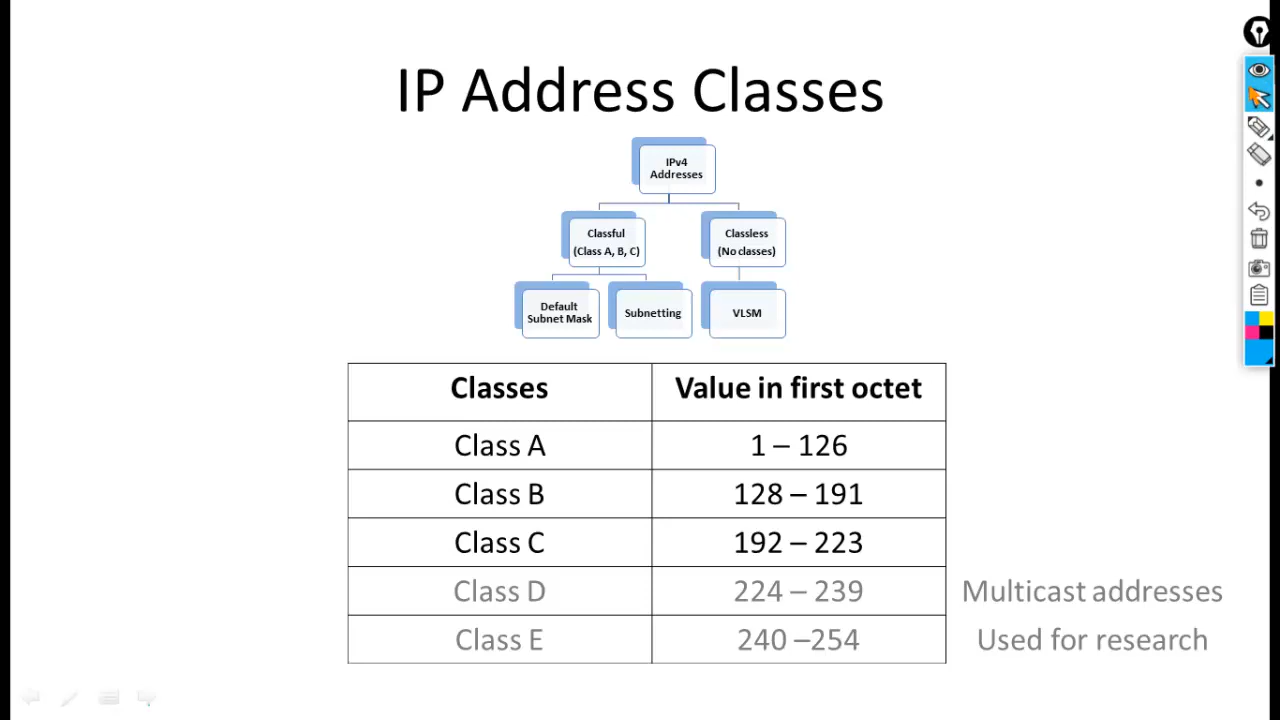 IP Address Classes
IPv4
Addresses
Classful
(Class A, B, C)
Classless
(No classes)
Default
Subnet Mask
Subnetting
VLSM
Classes Value in first octet
Class A 1 – 126
Class B 128 – 191
Class C 192 – 223
Class D 224 – 239 Multicast addresses
Class E 240 –254 Used for research